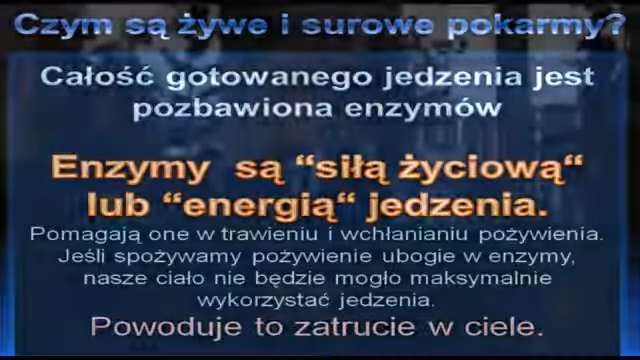 Czym są żywe i surowe pokarmy?
Całość gotowanego jedzenia jest
pozbawiona enzymów
Enzymy są “siłą życiową“
lub “energią“ jedzenia.
Pomagają one w trawieniu i wchłanianiu pożywienia.
Jeśli spożywamy pożywienie ubogie w enzymy,
nasze ciało nie będzie mogło maksymalnie
wykorzystać jedzenia.
Powoduje to zatrucie w ciele.